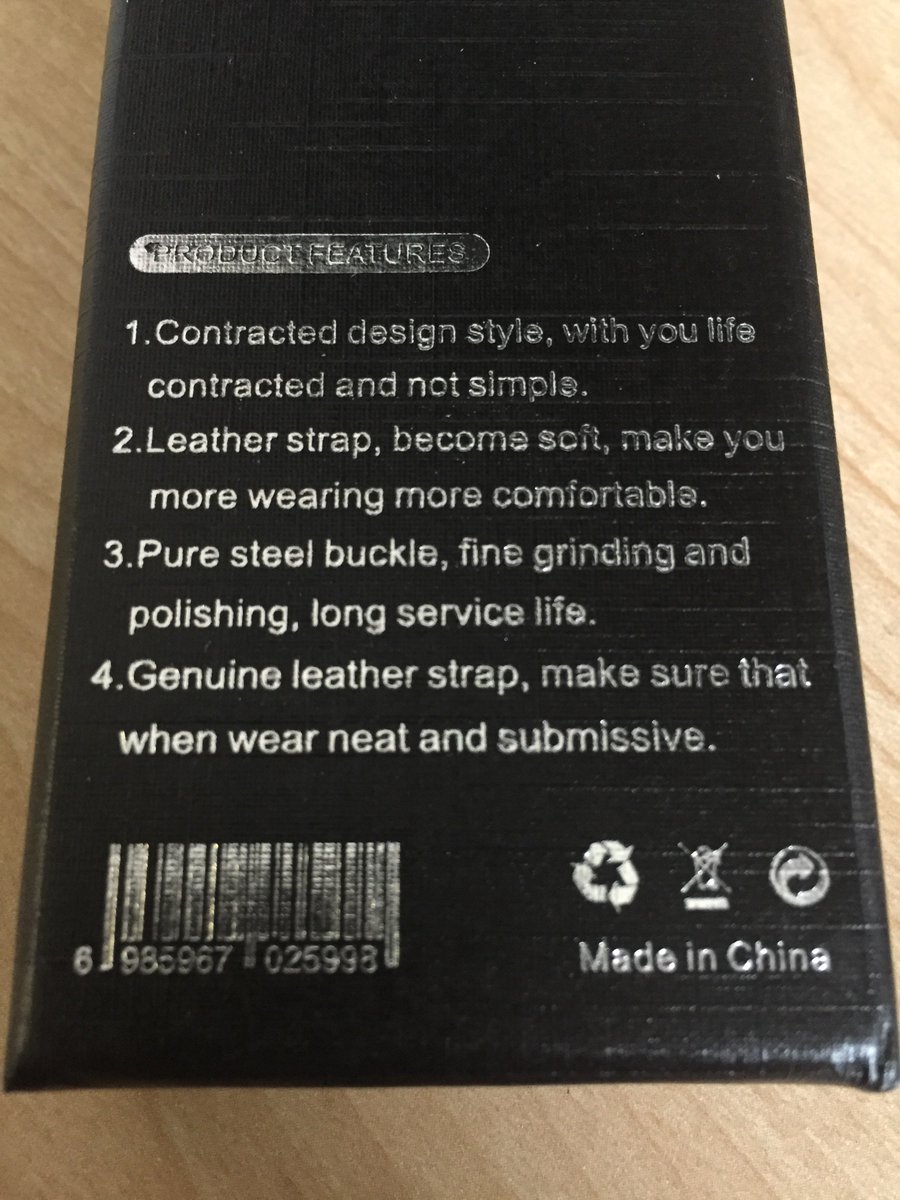 PRODUCT FEATURES
1.Contracted design style, with you life
contracted and not simple.
2.Leather strap, become soft, make you
more wearing more comfortable.
3.Pure steel buckle, fine grinding and
polishing, long service life.
4.Genuine leather strap, make sure that
when wear neat and submissive.
6 985967 025998
Made in China